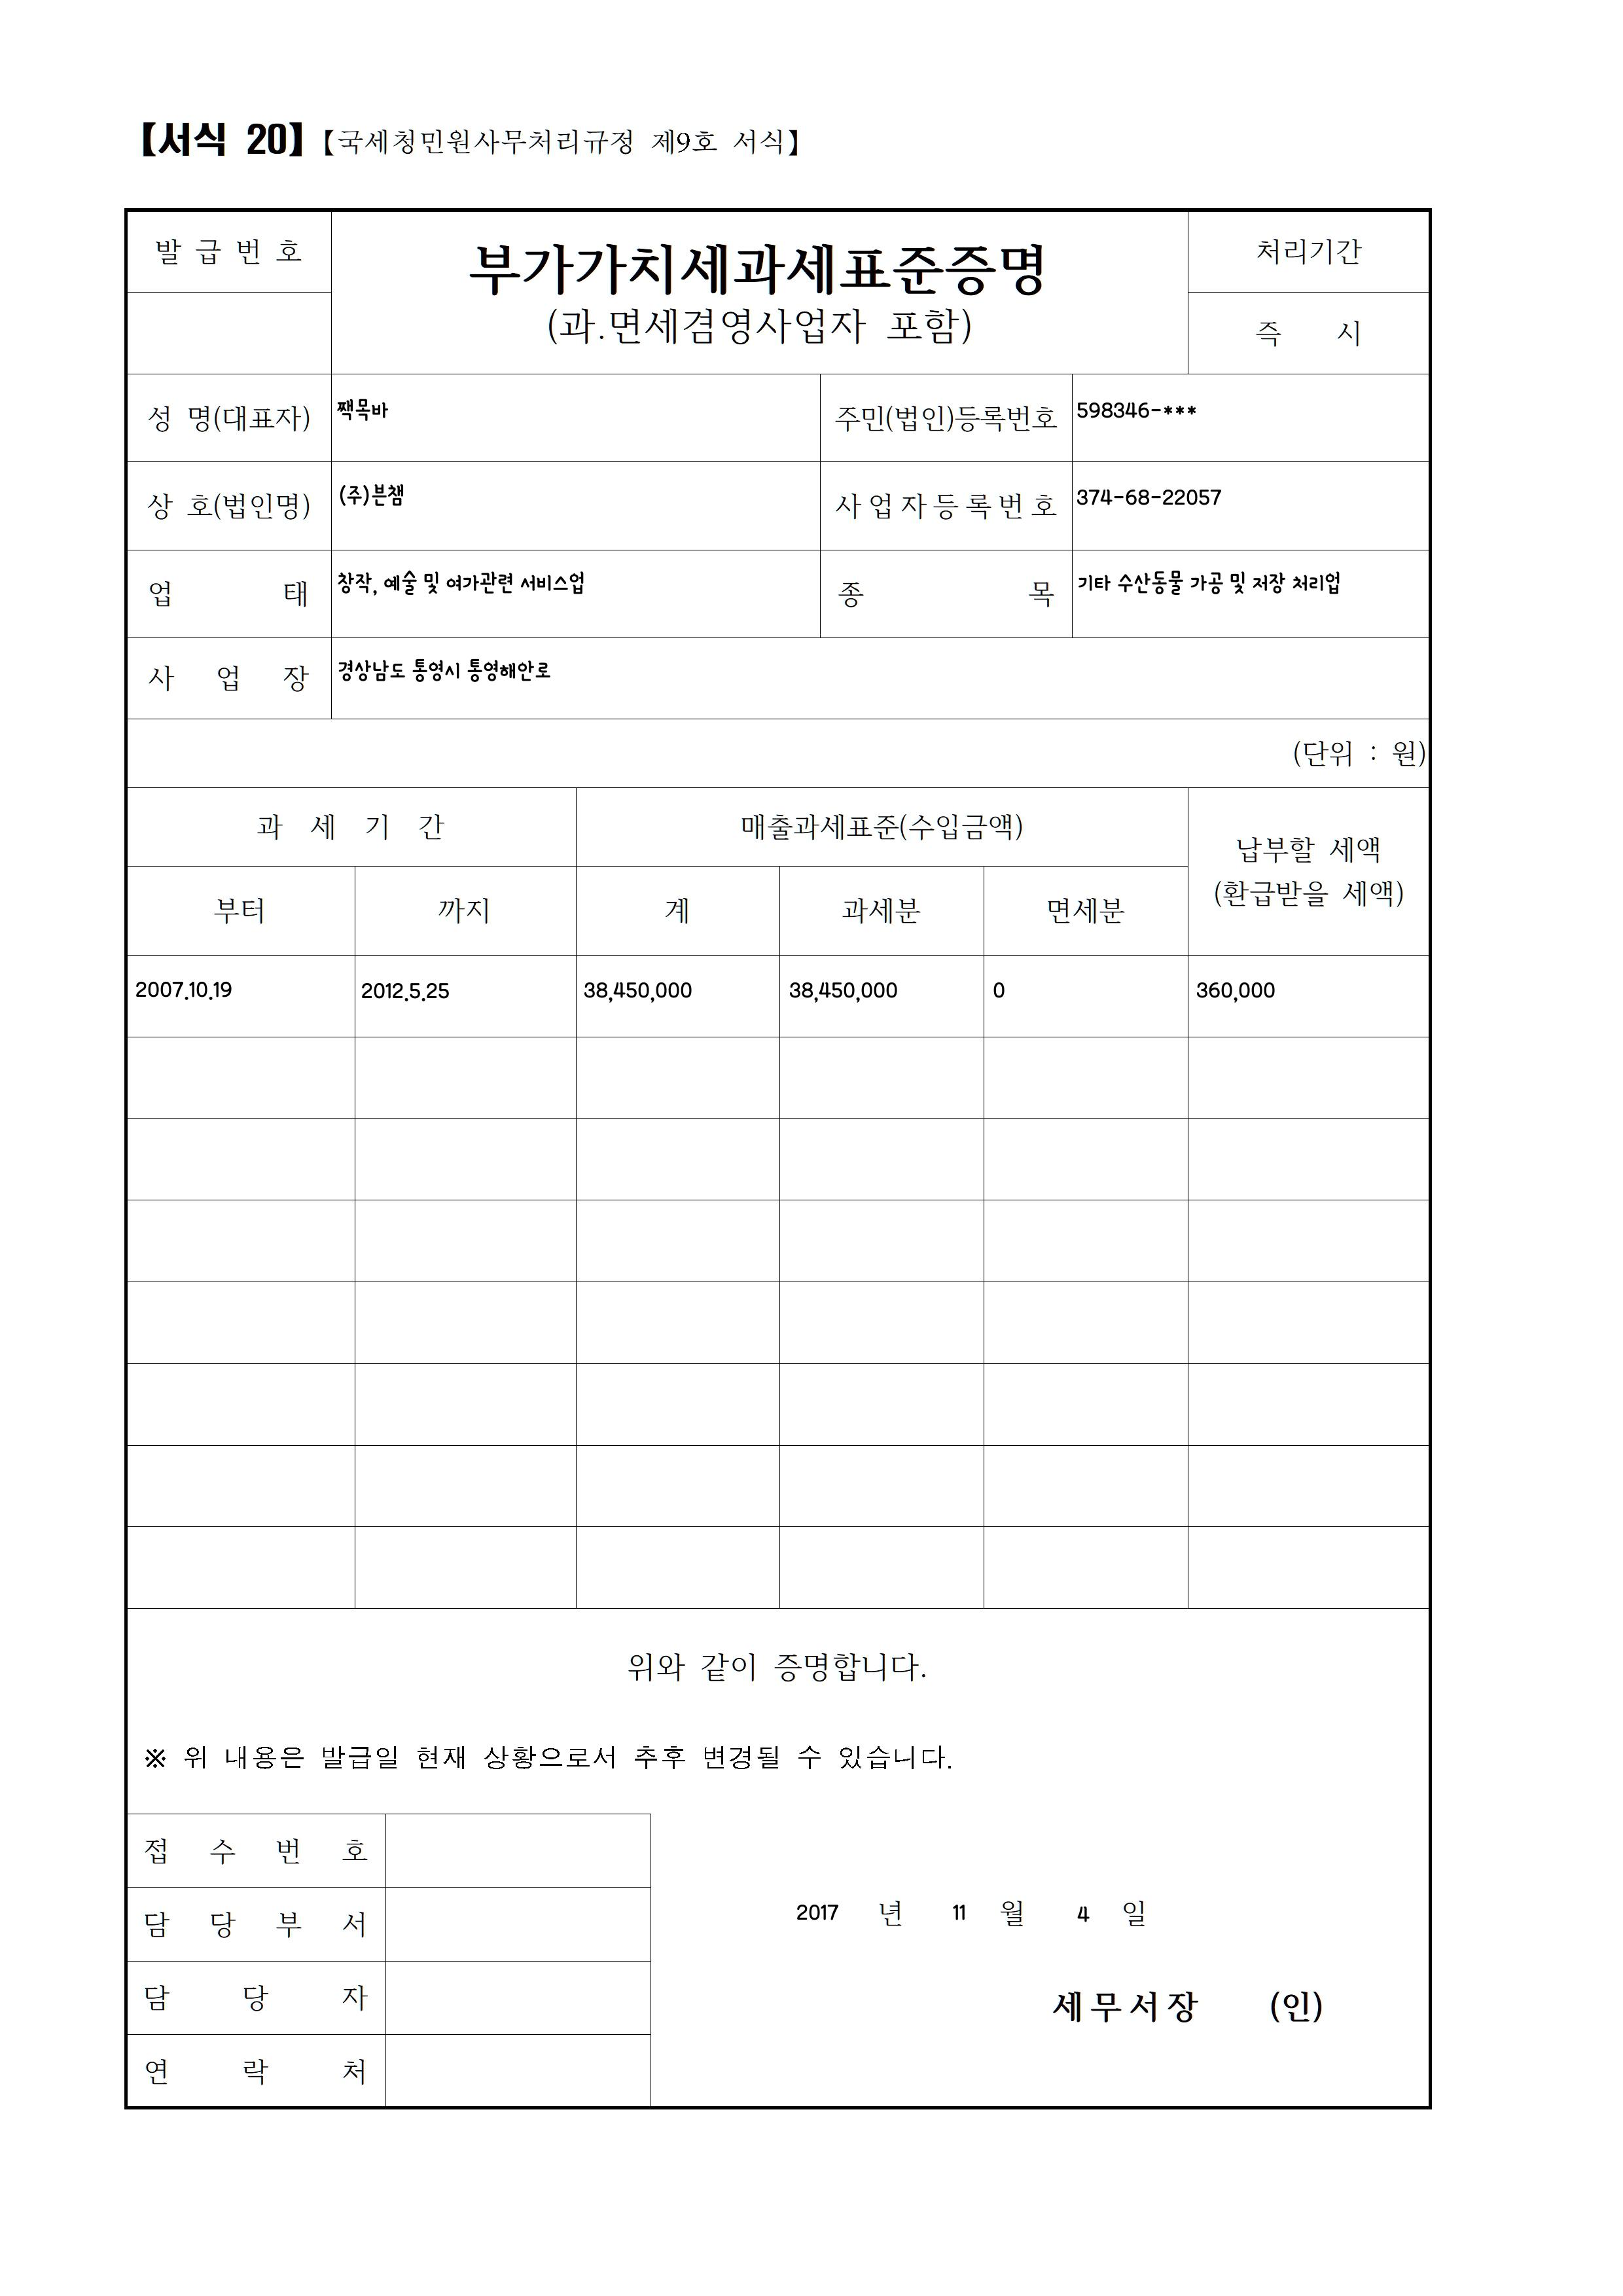 【서식 20】【국세청민원사무처리규정 제9호 서식】
발 급 번 호
부가가치세과세표준증명
(과.면세겸영사업자 포함)
처리기간
즉 시
성 명(대표자) 짹목바 주민(법인)등록번호 598346-***
상 호(법인명) (주)븐챔 사업자등록번호 374-68-22057
업 태 창작, 예술 및 여가관련 서비스업 종 목 기타 수산동물 가공 및 저장 처리업
사 업 장 경상남도 통영시 통영해안로
(단위 : 원)
과 세 기 간 매출과세표준(수입금액) 납부할 세액
(환급받을 세액)
부터 까지 계 과세분 면세분
2007.10.19 2012.5.25 38,450,000 38,450,000 0 360,000
위와 같이 증명합니다.
※ 위 내용은 발급일 현재 상황으로서 추후 변경될 수 있습니다.
접 수 번 호
담 당 부 서
담 당 자
연 락 처
2017 년 11 월 4 일
세무서장 (인)